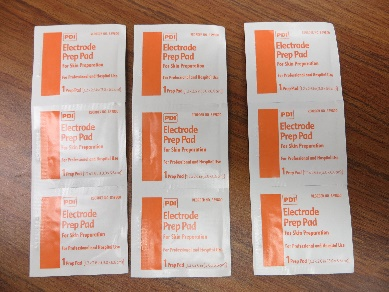 PDI
Electrode
Prep Pad
For Skin Preparation
For Professional and Hospital Use
1 Prep Pad
PDI
Electrode
Prep Pad
For Skin Preparation
For Professional and Hospital Use
1 Prep Pad
PDI
Electrode
Prep Pad
For Skin Preparation
For Professional and Hospital Use
1 Prep Pad
PDI
Electrode
Prep Pad
For Skin Preparation
For Professional and Hospital Use
1 Prep Pad
PDI
Electrode
Prep Pad
For Skin Preparation
For Professional and Hospital Use
1 Prep Pad
PDI
Electrode
Prep Pad
For Skin Preparation
For Professional and Hospital Use
1 Prep Pad
PDI
Electrode
Prep Pad
For Skin Preparation
For Professional and Hospital Use
1 Prep Pad
PDI
Electrode
Prep Pad
For Skin Preparation
For Professional and Hospital Use
1 Prep Pad
PDI
Electrode
Prep Pad
For Skin Preparation
For Professional and Hospital Use
1 Prep Pad